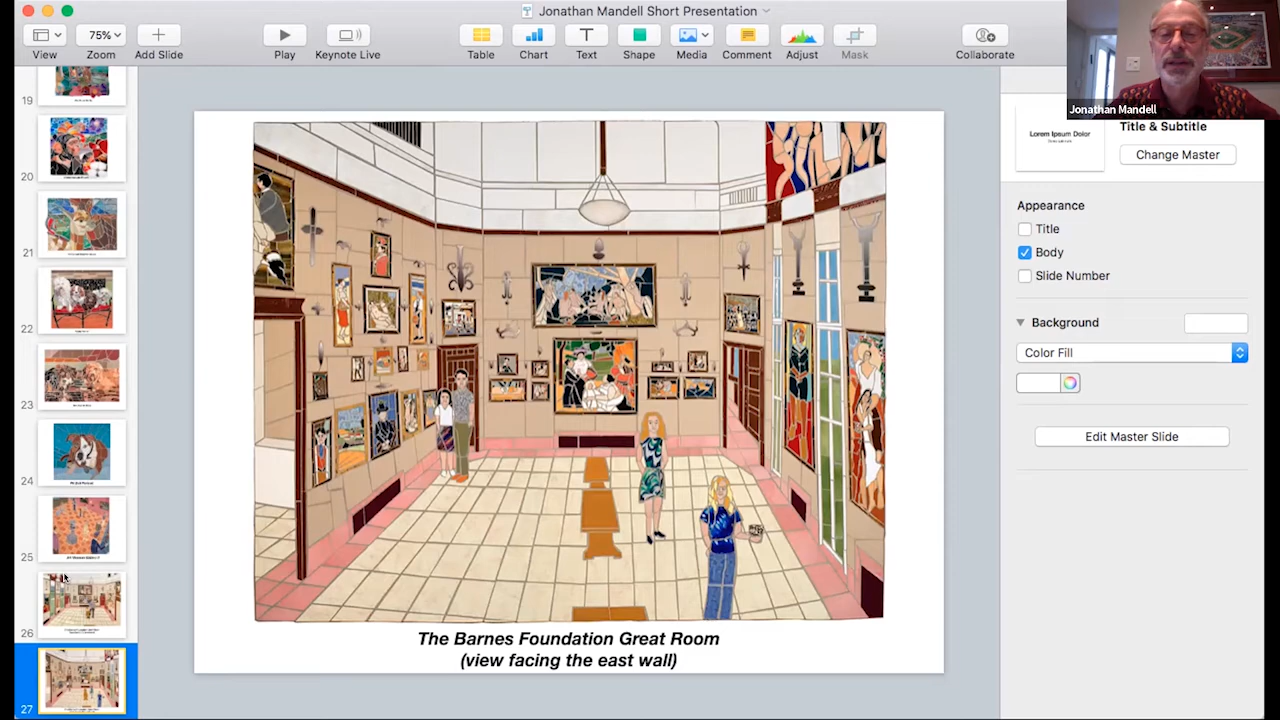 Jonathan Mandell Short Presentation
75%
View
Zoom
Add Slide
Play
Keynote Live
Table
Chart
Text
Shape
Media
Comment
Adjust
Mask
Collaborate
Jonathan Mandell
Lorem Ipsum Dolor
Title & Subtitle
Change Master
Appearance
Title
Body
Slide Number
Background
Color Fill
Edit Master Slide
19
20
21
22
23
24
25
26
27
The Barnes Foundation Great Room
(view facing the east wall)